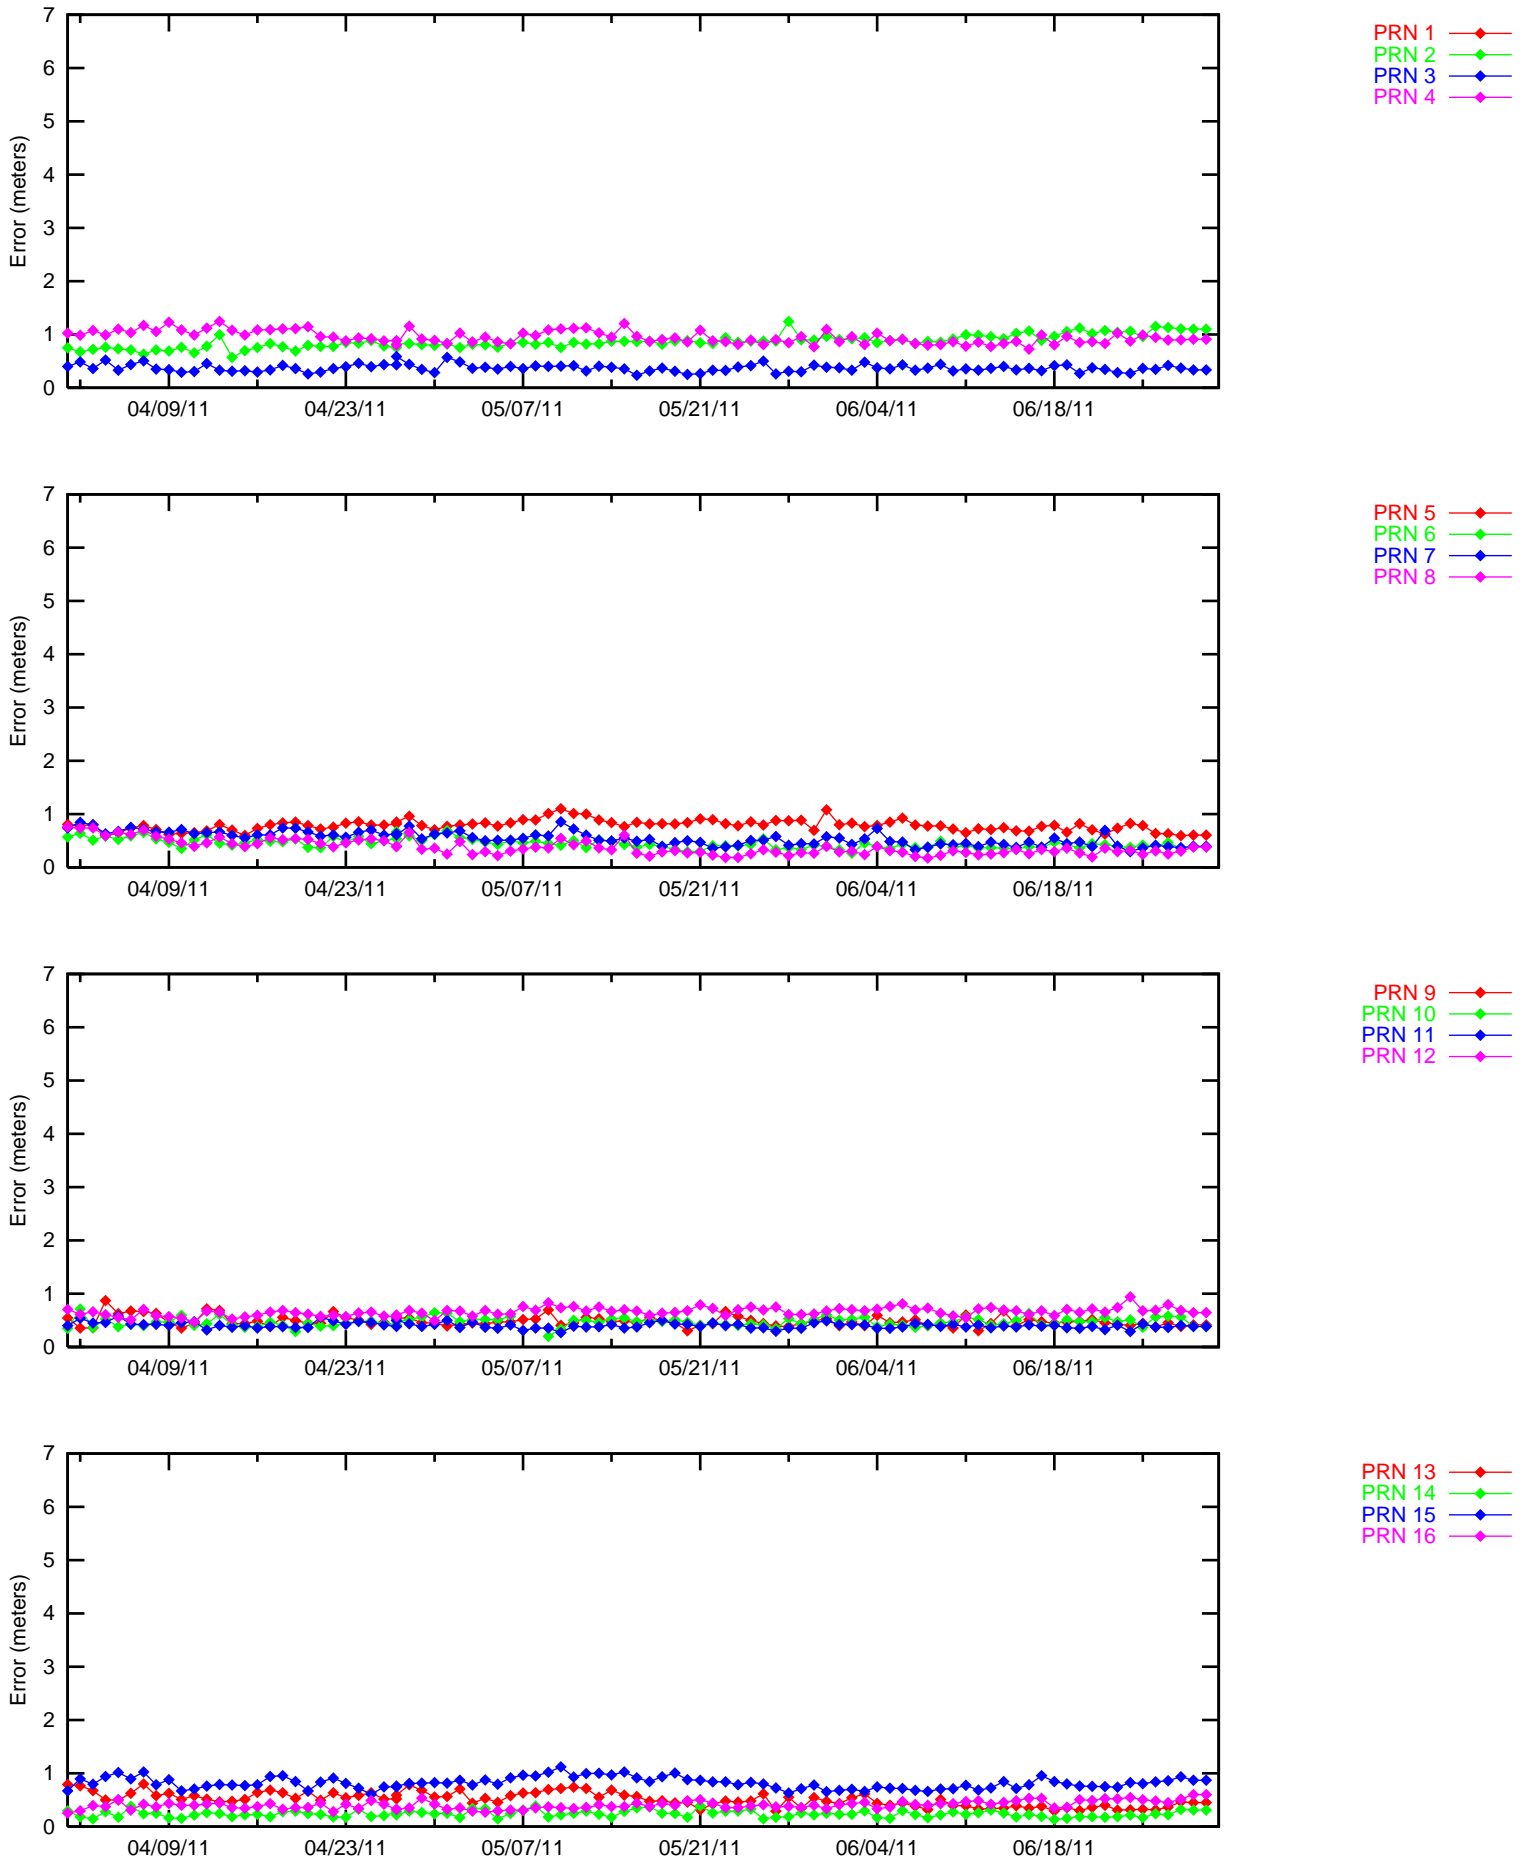 7
6
5
4
3
2
1
0
Error (meters)
04/09/11 04/23/11 05/07/11 05/21/11 06/04/11 06/18/11
PRN 1
PRN 2
PRN 3
PRN 4
7
6
5
4
3
2
1
0
Error (meters)
04/09/11 04/23/11 05/07/11 05/21/11 06/04/11 06/18/11
PRN 5
PRN 6
PRN 7
PRN 8
7
6
5
4
3
2
1
0
Error (meters)
04/09/11 04/23/11 05/07/11 05/21/11 06/04/11 06/18/11
PRN 9
PRN 10
PRN 11
PRN 12
7
6
5
4
3
2
1
0
Error (meters)
04/09/11 04/23/11 05/07/11 05/21/11 06/04/11 06/18/11
PRN 13
PRN 14
PRN 15
PRN 16